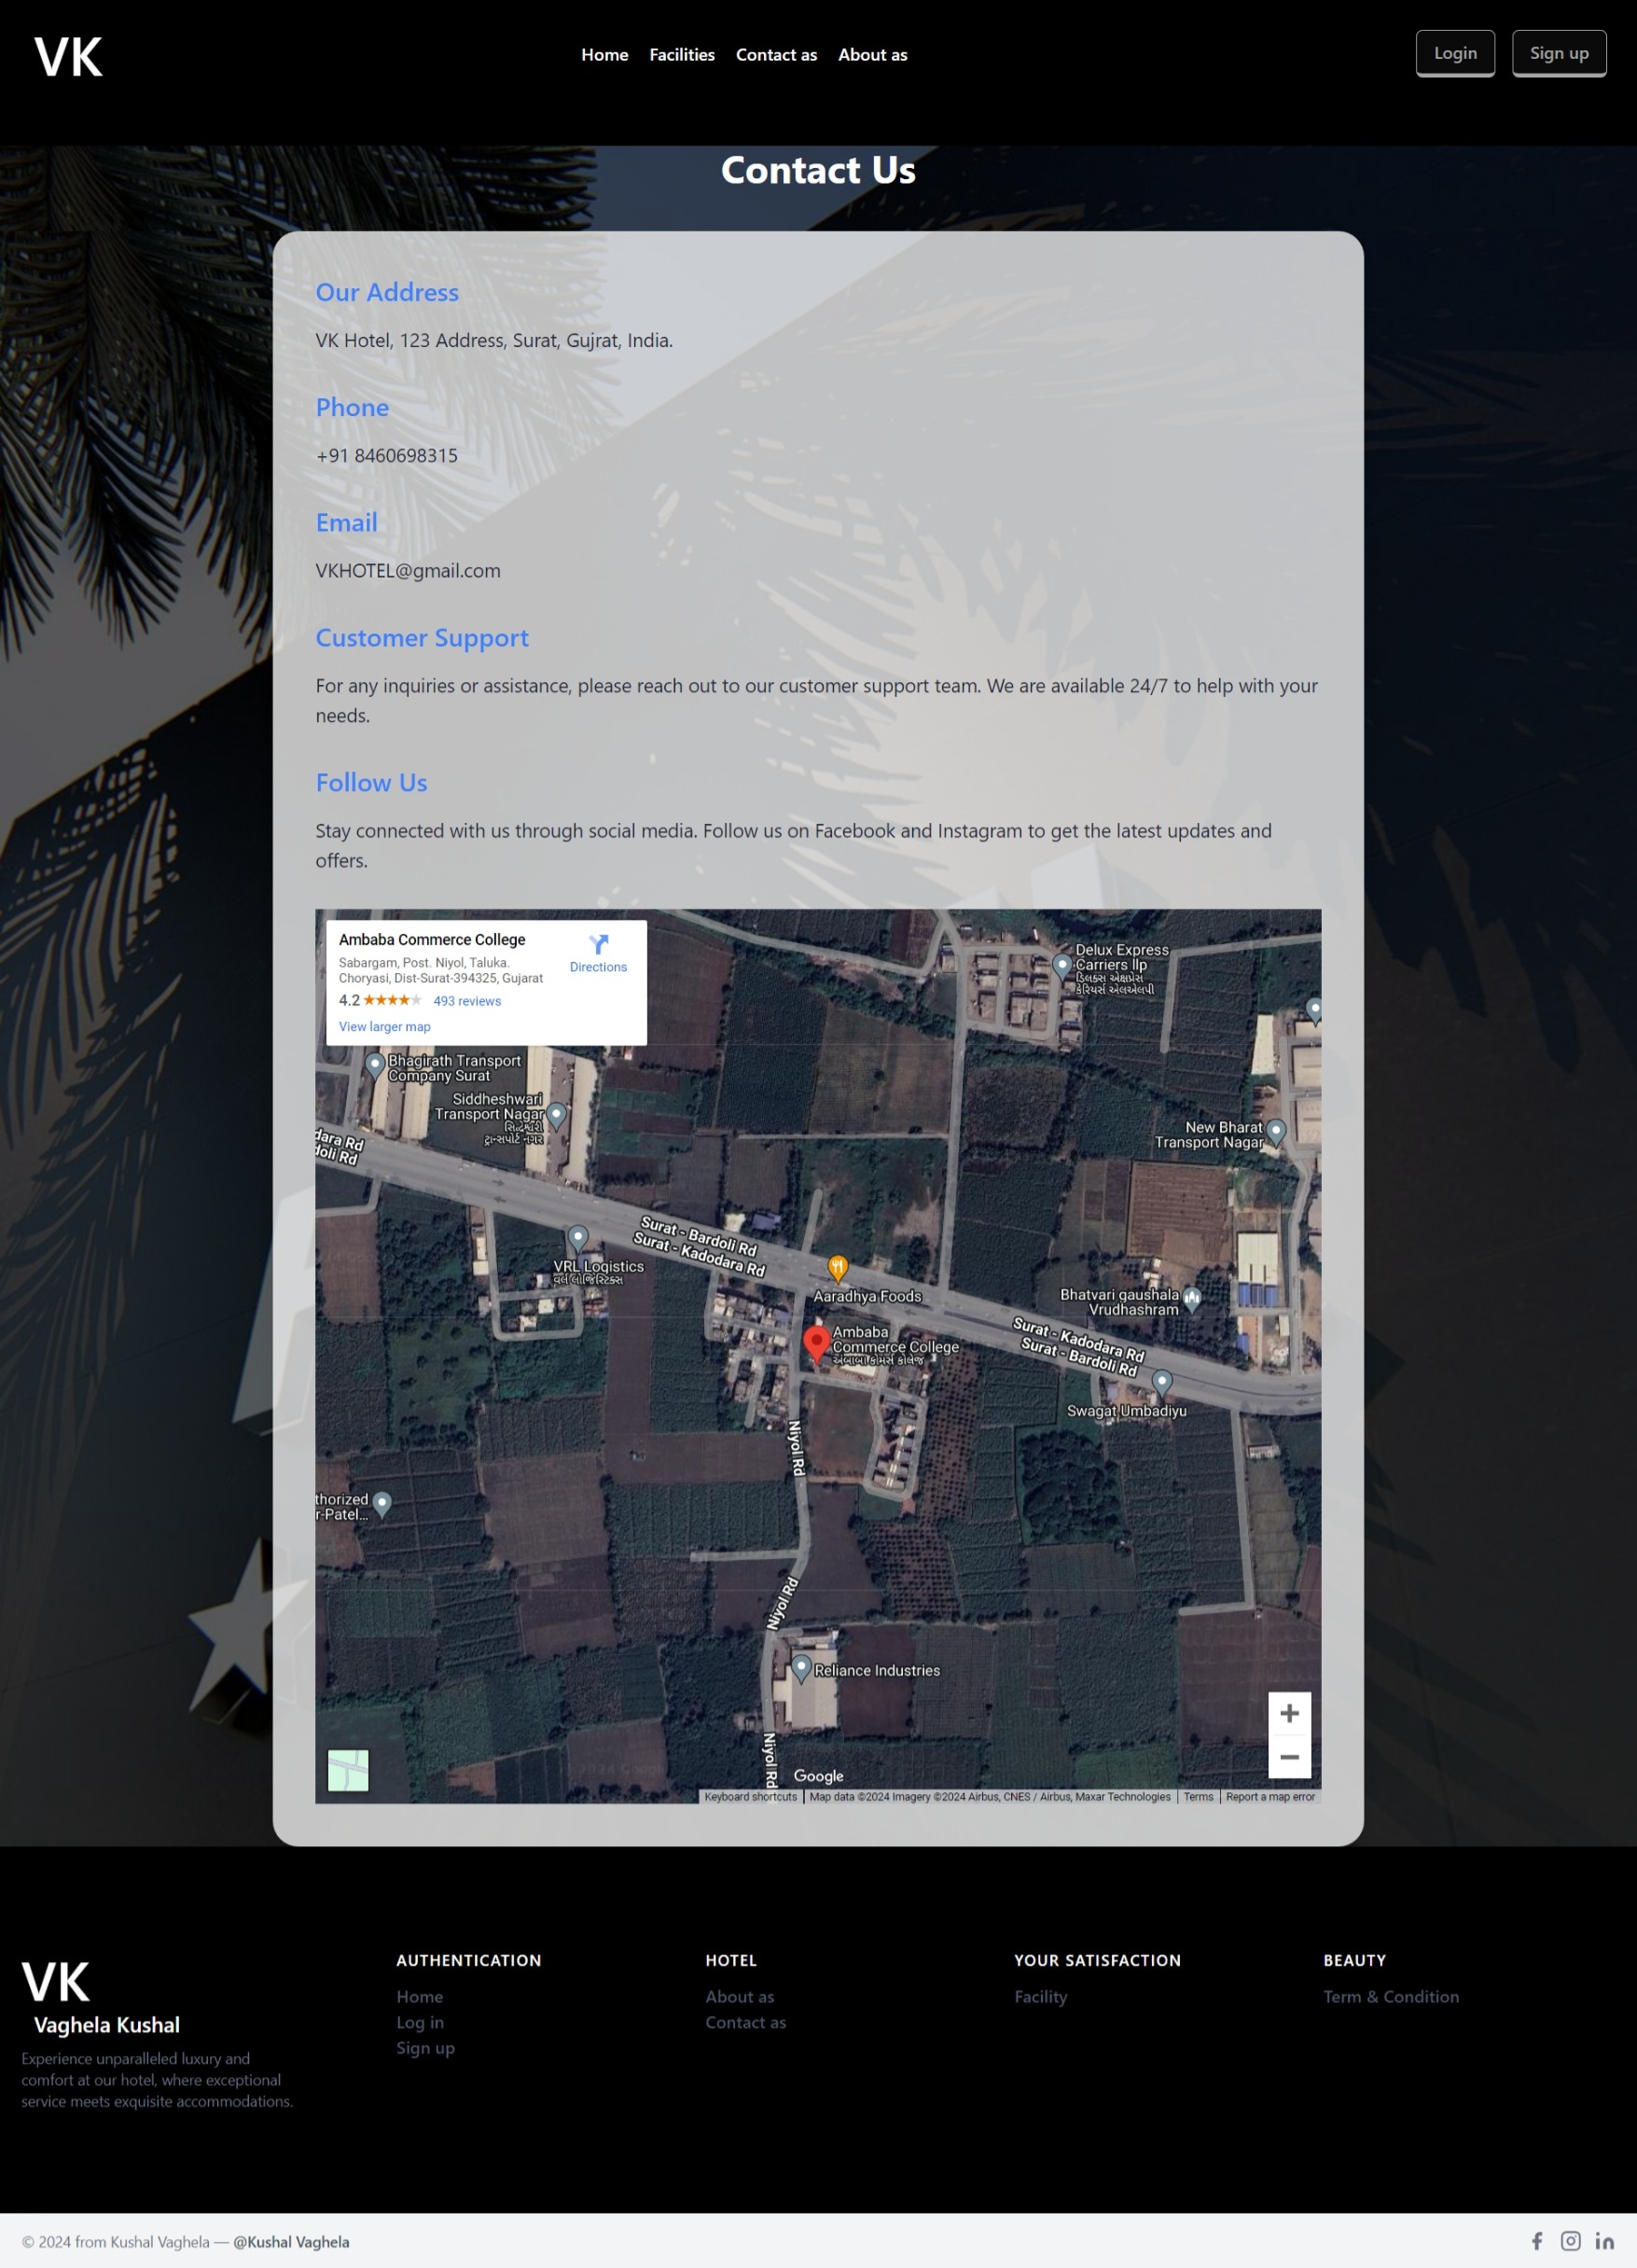 VK
Home
Facilities
Contact as
About as
Login
Sign up
Contact Us
Our Address
VK Hotel, 123 Address, Surat, Gujrat, India.
Phone
+91 8460698315
Email
VKHOTEL@gmail.com
Customer Support
For any inquiries or assistance, please reach out to our customer support team. We are available 24/7 to help with your
needs.
Follow Us
Stay connected with us through social media. Follow us on Facebook and Instagram to get the latest updates and
offers.
Ambaba Commerce College
Sabargam, Post. Niyol, Taluka.
Choryasi, Dist-Surat-394325, Gujarat
4.2
493 reviews
View larger map
Directions
Delux Express
Carriers llp
ડિલક્સ એક્ષપ્રેસ
કેરિયર્સ એલએલપી
Bhagirath Transport
Company Surat
Siddheshwari
Transport Nagar
સિદ્ધેશ્વરી
ટ્રાન્સપોર્ટ નગર
New Bharat
Transport Nagar
dara Rd
doli Rd
Surat - Bardoli Rd
Surat - Kadodara Rd
VRL Logistics
વર્લ લોજિસ્ટિક્સ
Aaradhya Foods
Bhatvari gaushala
Vrudhashram
Ambaba
Commerce College
અંબાબા કોમર્સ કોલેજ
Surat - Kadodara Rd
Surat - Bardoli Rd
Swagat Umbadiyu
Niyol Rd
thorized
r-Patel...
Niyol Rd
Reliance Industries
Niyol Rd
Google
Keyboard shortcuts
Map data ©2024 Imagery ©2024 Airbus, CNES / Airbus, Maxar Technologies
Terms
Report a map error
VK
Vaghela Kushal
Experience unparalleled luxury and
comfort at our hotel, where exceptional
service meets exquisite accommodations.
AUTHENTICATION
Home
Log in
Sign up
HOTEL
About as
Contact as
YOUR SATISFACTION
Facility
BEAUTY
Term & Condition
© 2024 from Kushal Vaghela — @Kushal Vaghela